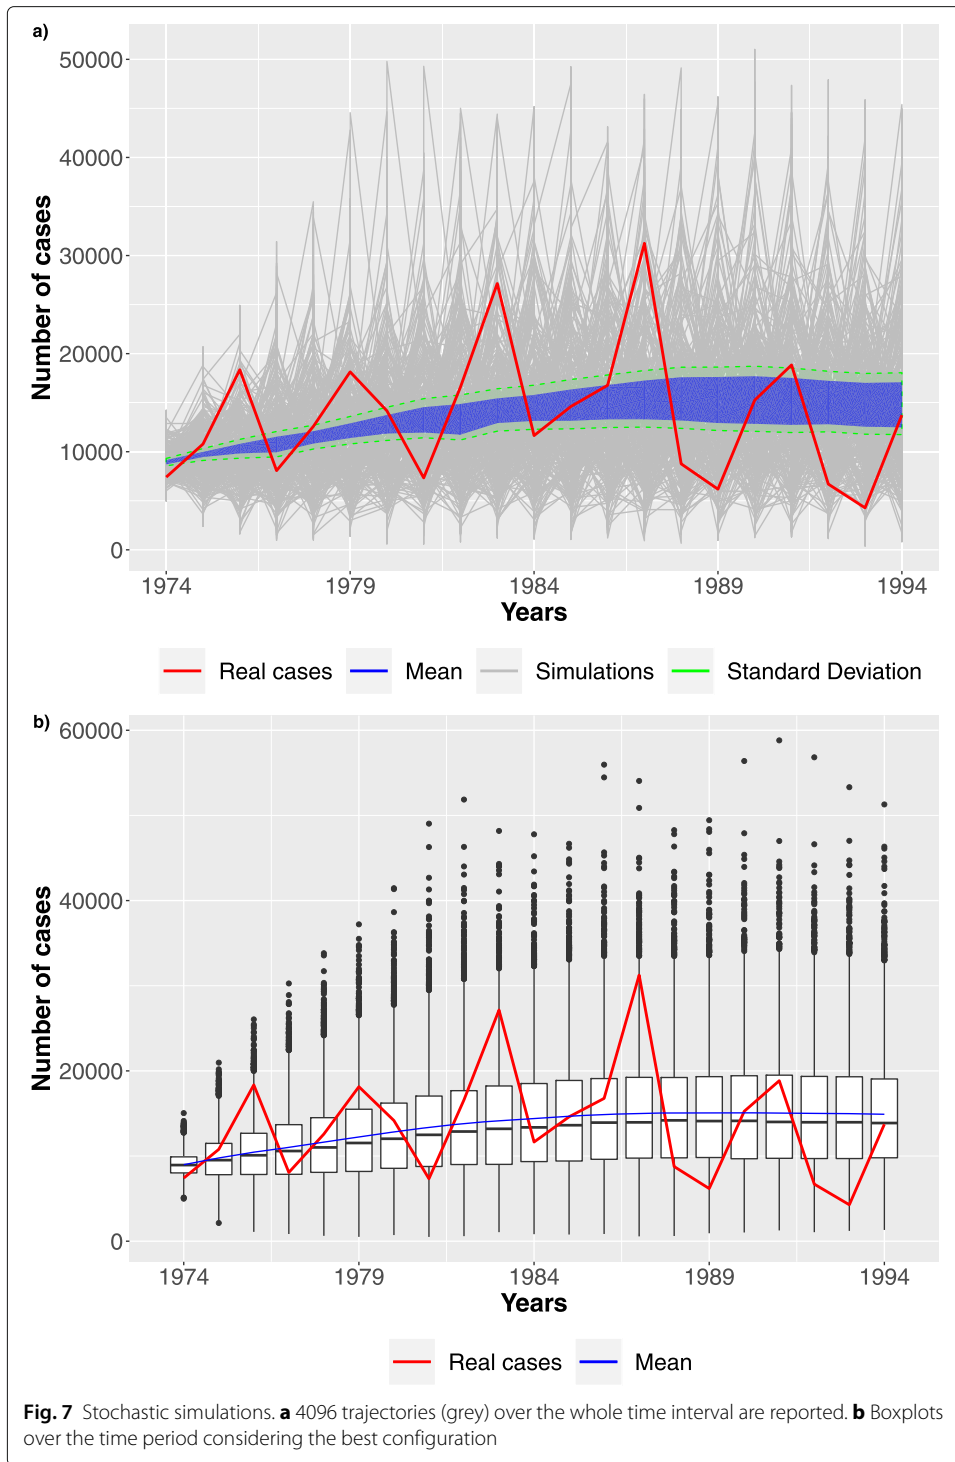 a)
50000
40000
30000
20000
10000
0
Number of cases
1974 1979 1984 1989 1994
Years
Real cases Mean Simulations Standard Deviation
b)
60000
40000
20000
0
Number of cases
1974 1979 1984 1989 1994
Years
Real cases Mean
Fig. 7 Stochastic simulations. a 4096 trajectories (grey) over the whole time interval are reported. b Boxplots
over the time period considering the best configuration